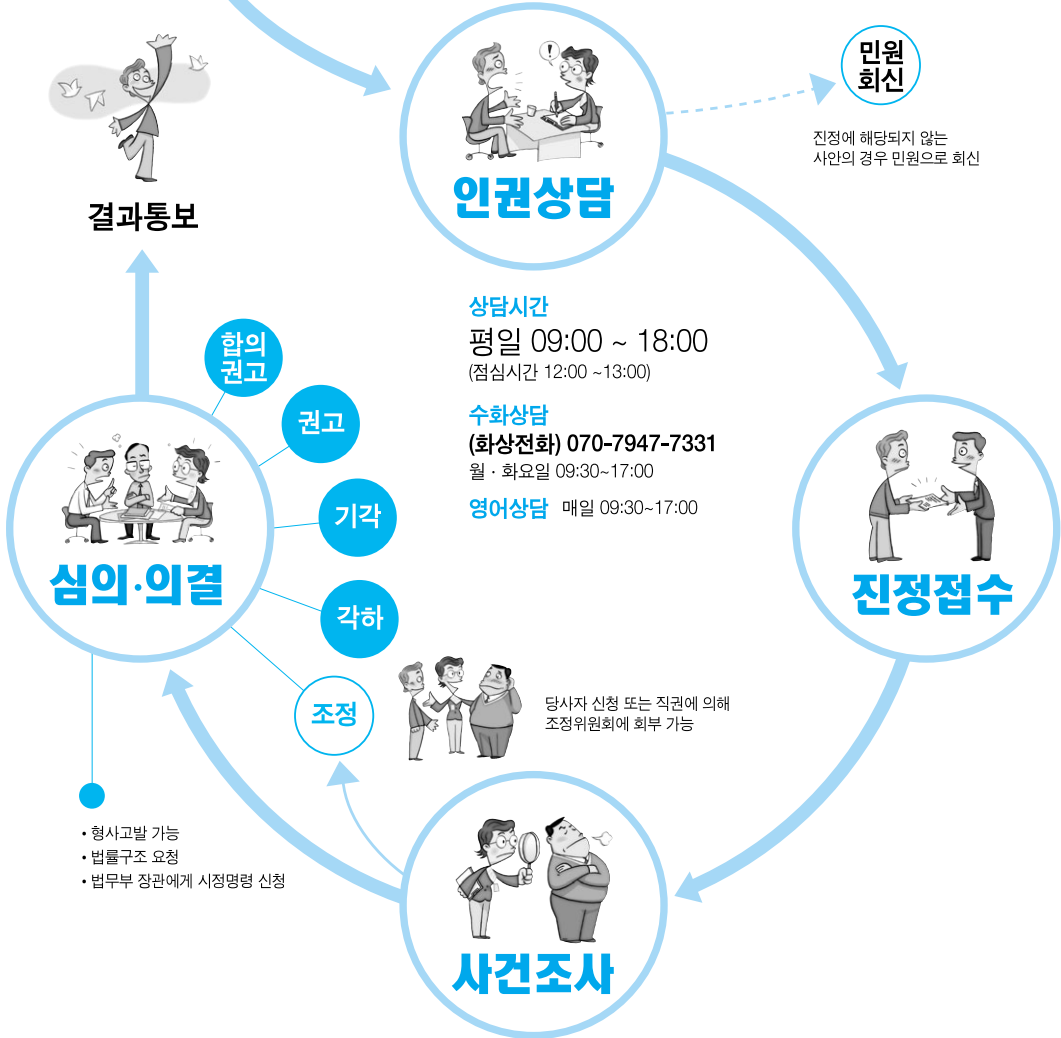 민원
회신
진정에 해당되지 않는
사안의 경우 민원으로 회신
!
인권상담
결과통보
상담시간
평일 09:00 ~ 18:00
(점심시간 12:00 ~13:00)
수화상담
(화상전화) 070-7947-7331
월 · 화요일 09:30~17:00
영어상담 매일 09:30~17:00
합의
권고
권고
기각
각하
조정
심의·의결
진정접수
당사자 신청 또는 직권에 의해
조정위원회에 회부 가능
• 형사고발 가능
• 법률구조 요청
• 법무부 장관에게 시정명령 신청
사건조사